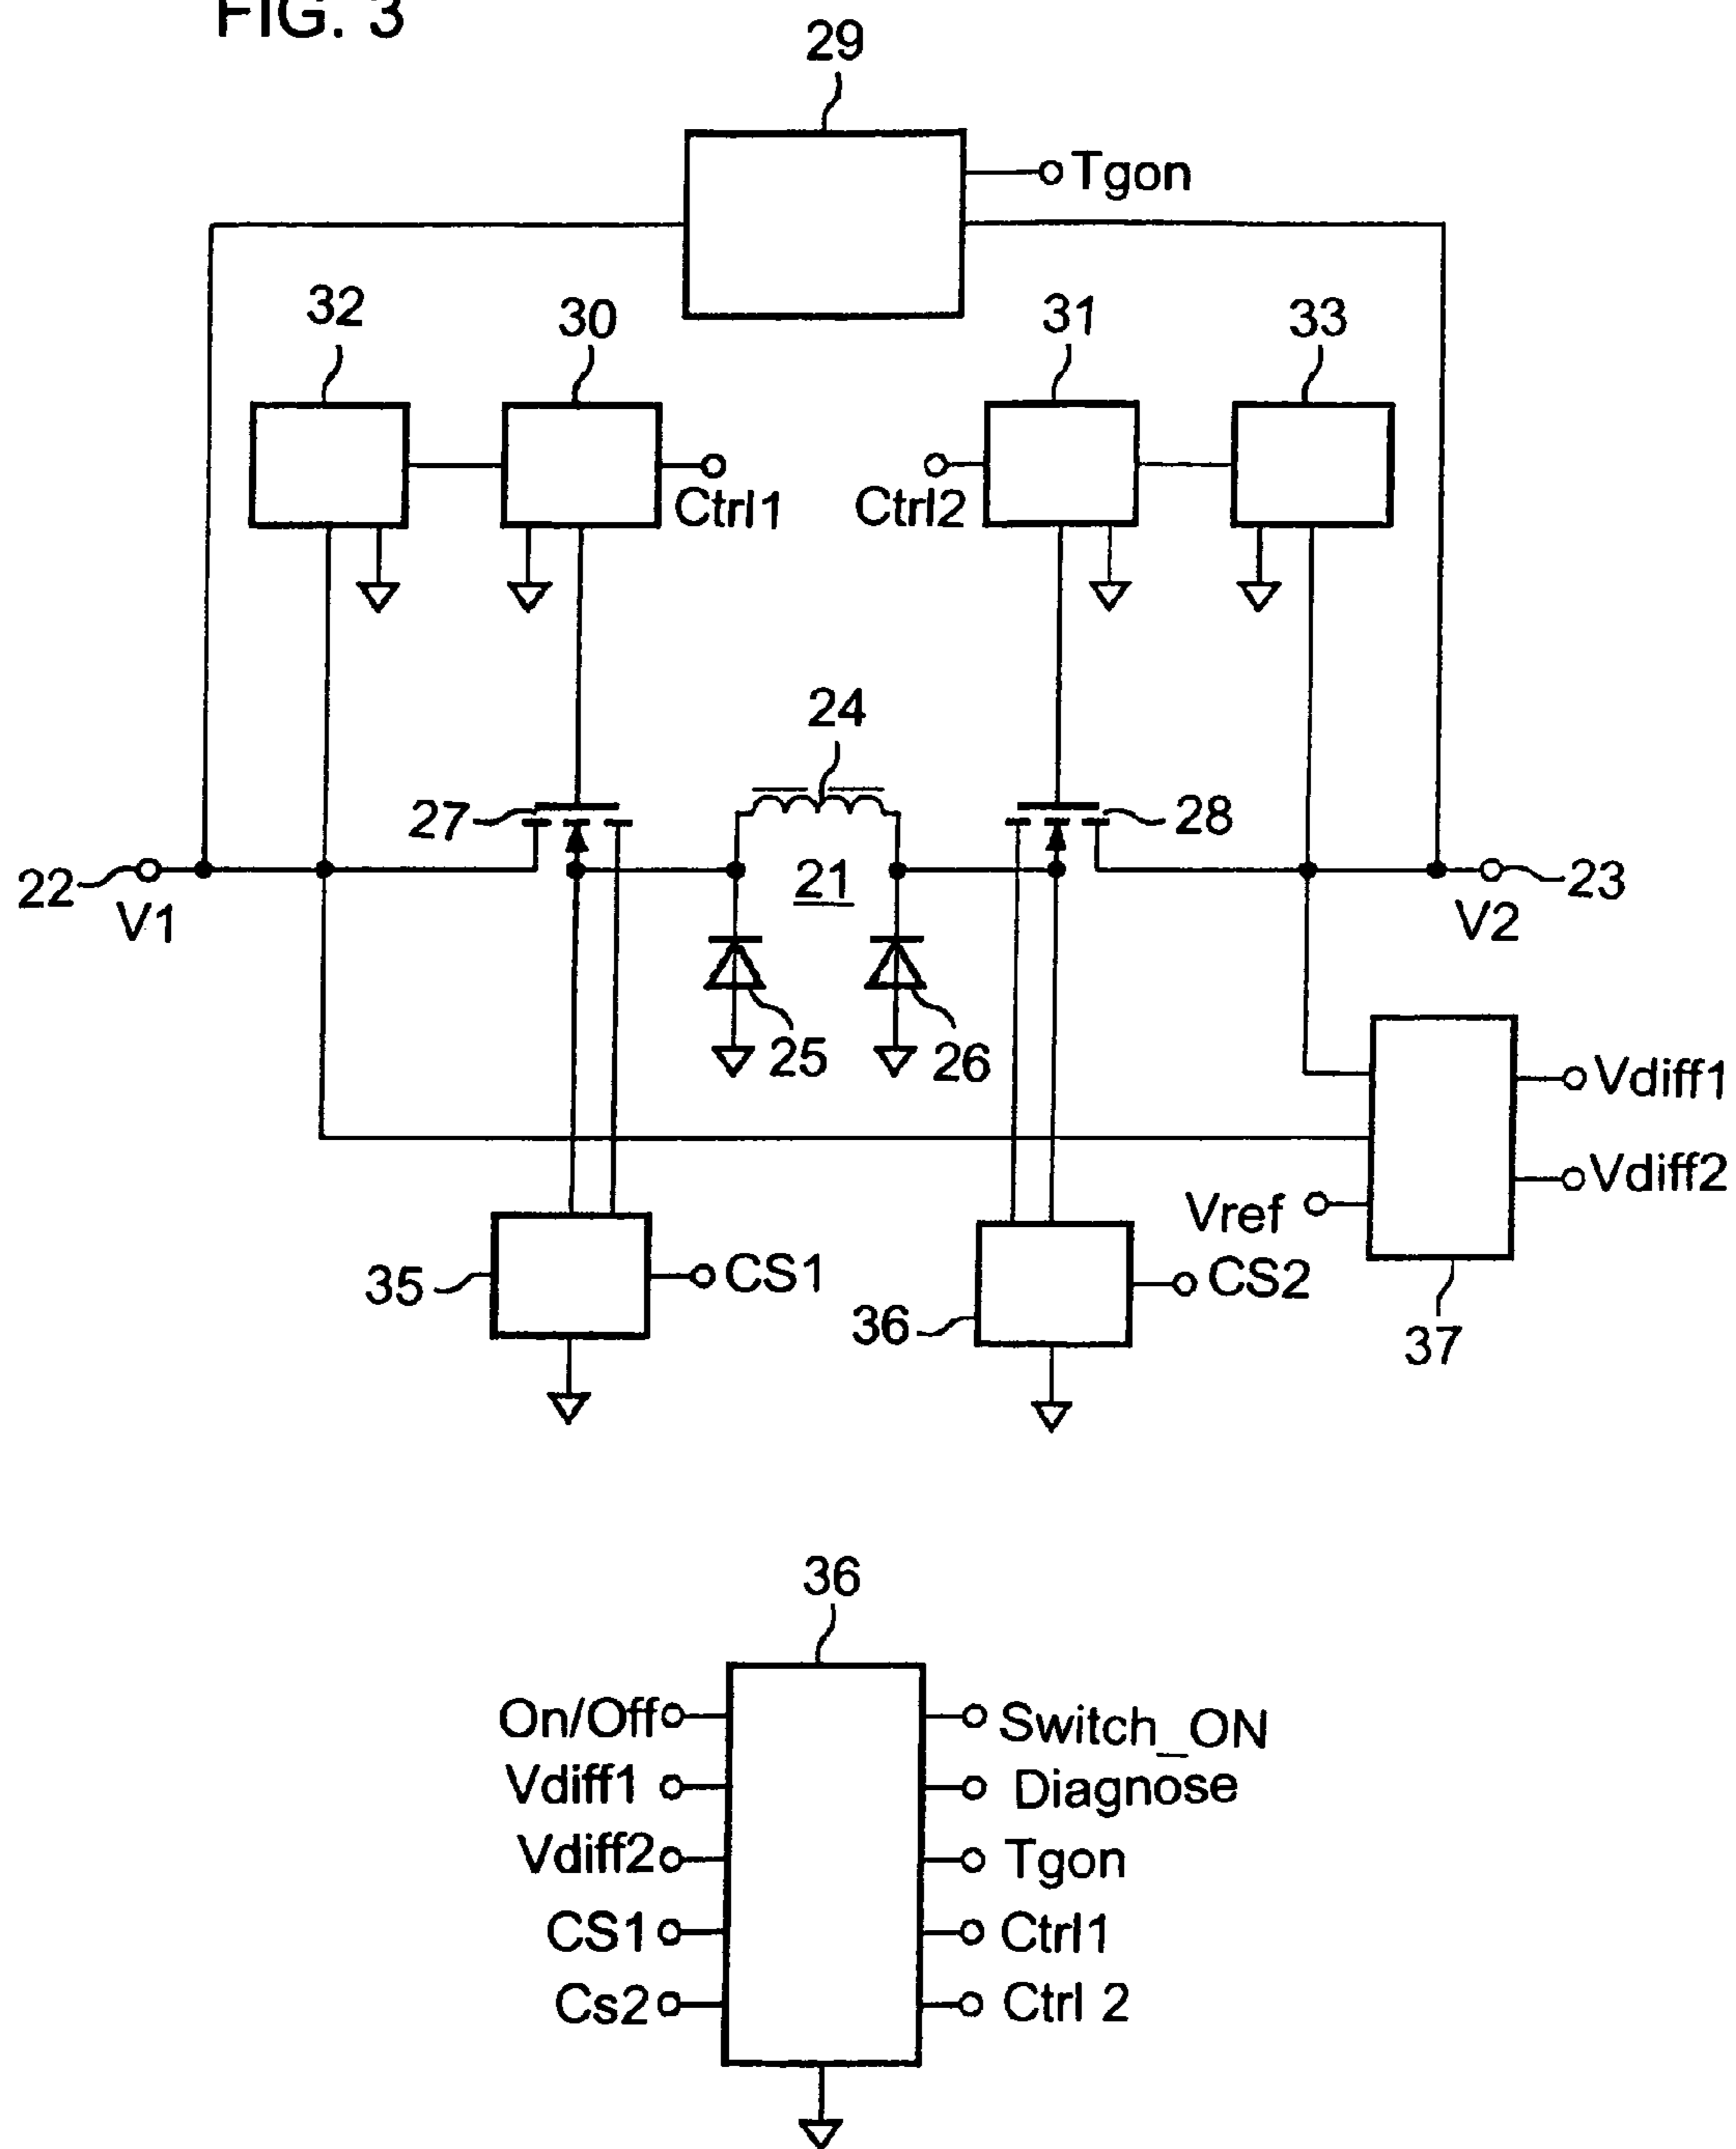 FIG. 3
29
Tgon
32
30
31
33
Ctrl1
Ctrl2
24
27
28
22
21
23
V1
V2
25
26
Vdiff1
Vdiff2
Vref
35
CS1
36
CS2
37
36
On/Off
Switch_ON
Vdiff1
Diagnose
Vdiff2
Tgon
CS1
Ctrl1
Cs2
Ctrl 2